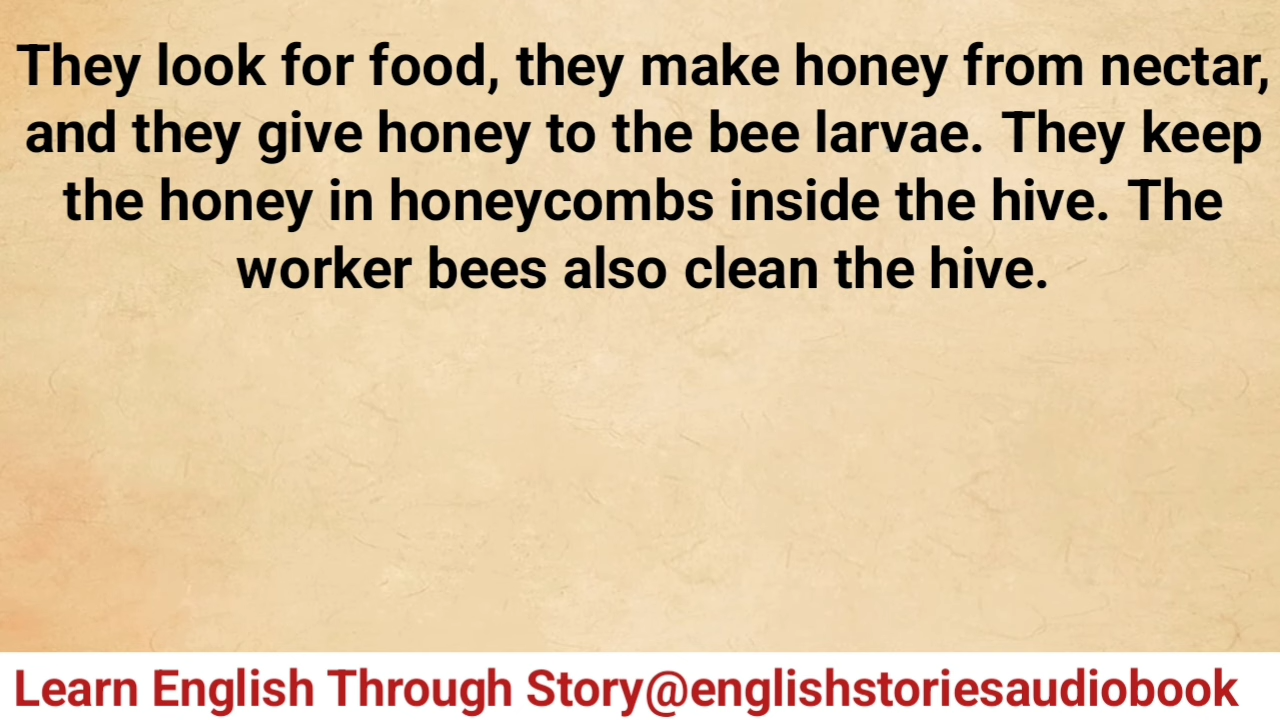 They look for food, they make honey from nectar,
and they give honey to the bee larvae. They keep
the honey in honeycombs inside the hive. The
worker bees also clean the hive.
Learn English Through Story@englishstoriesaudiobook